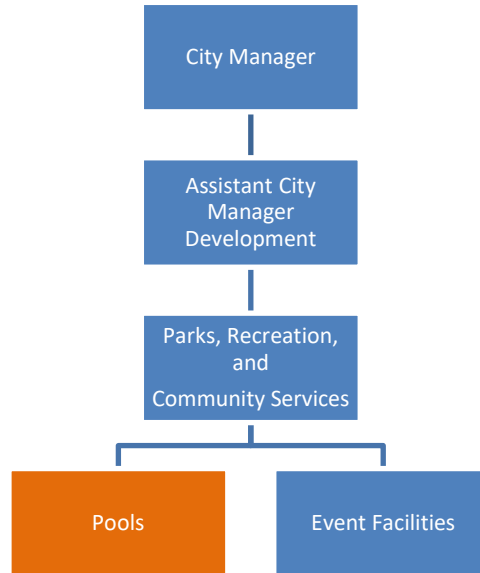 City Manager
Assistant City
Manager
Development
Parks, Recreation,
and
Community Services
Pools
Event Facilities